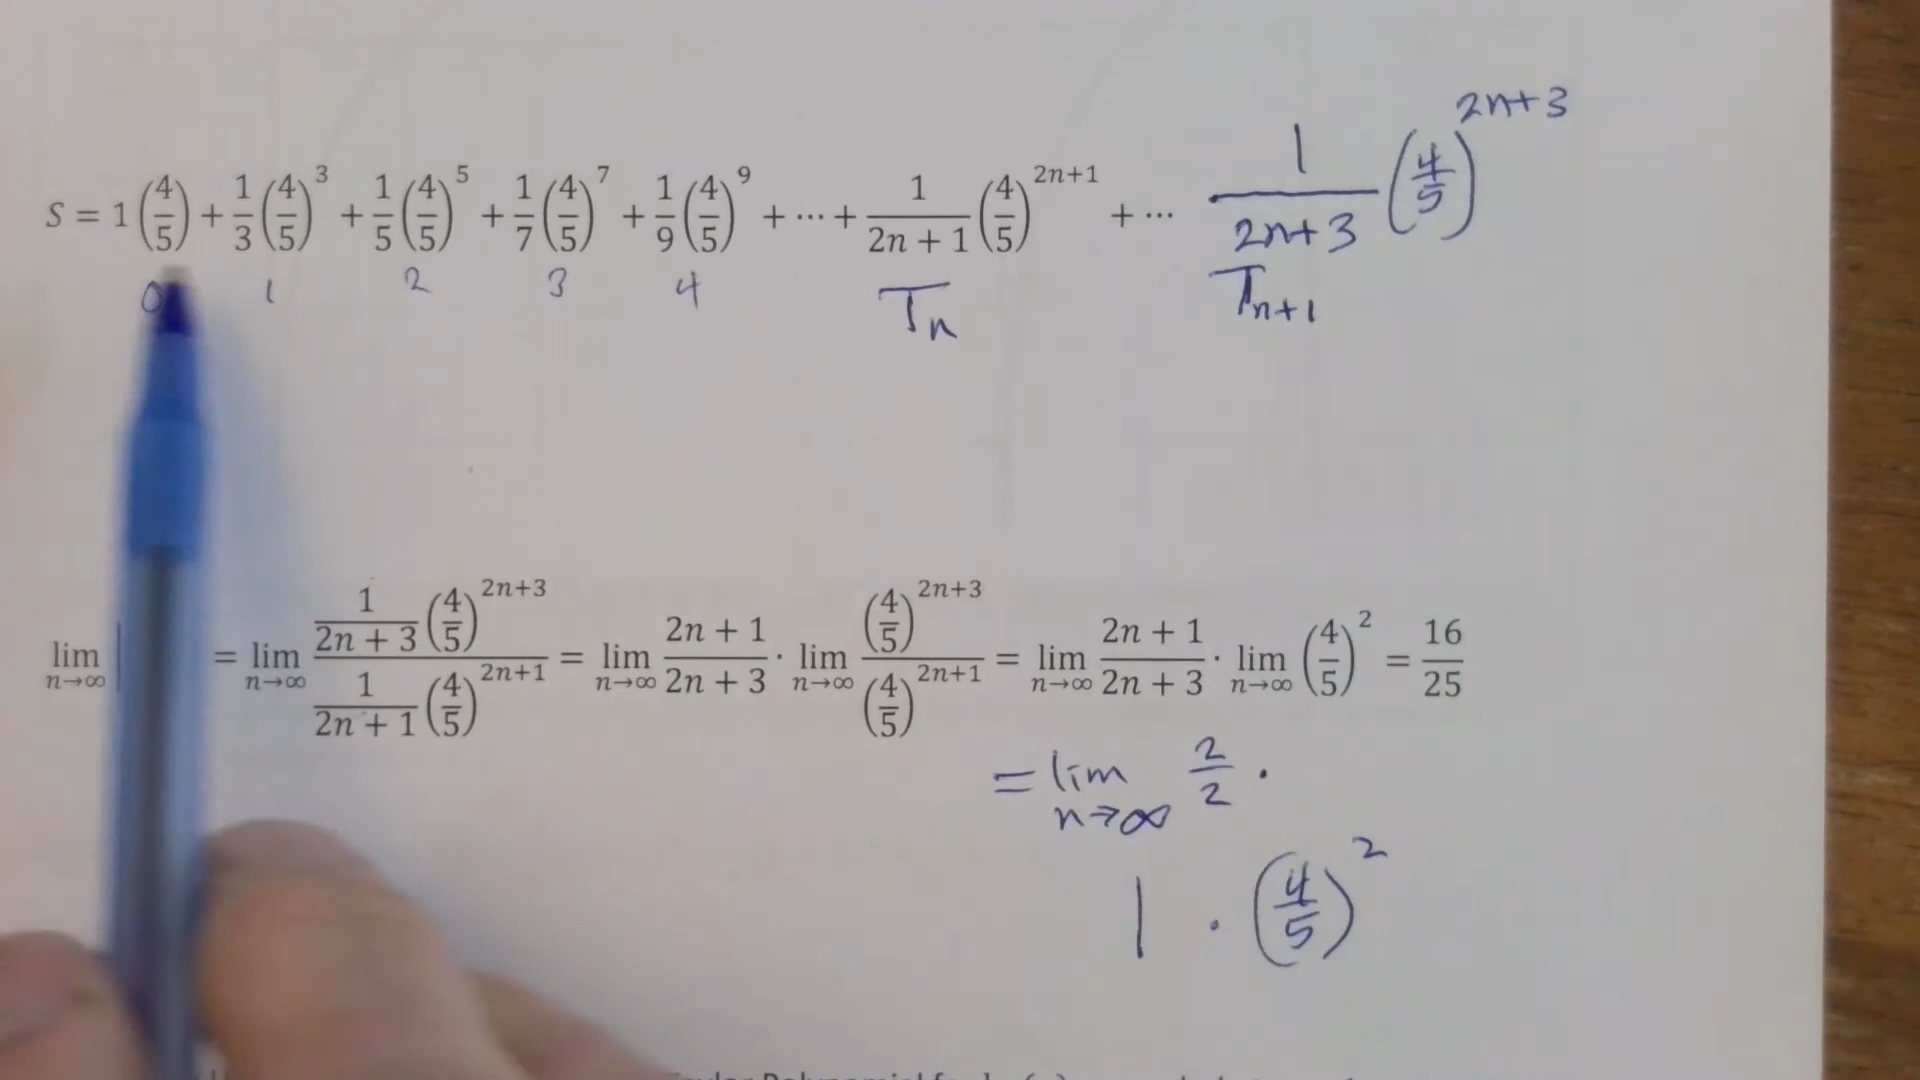 S = 1(4/5) + 1/3(4/5)^3 + 1/5(4/5)^5 + 1/7(4/5)^7 + 1/9(4/5)^9 + ⋯ + 1/(2n + 1)(4/5)^(2n+1) + ⋯ 1/(2n+3)(4/5)^(2n+3)
0 1 2 3 4 T_n T_n+1
lim n→∞ | = lim n→∞ (1/(2n + 3)(4/5)^(2n+3))/(1/(2n + 1)(4/5)^(2n+1)) = lim n→∞ (2n + 1)/(2n + 3) · lim n→∞ (4/5)^(2n+3)/(4/5)^(2n+1) = lim n→∞ (2n + 1)/(2n + 3) · lim n→∞ (4/5)^2 = 16/25
= lim n→∞ 2/2 ·
1 · (4/5)^2